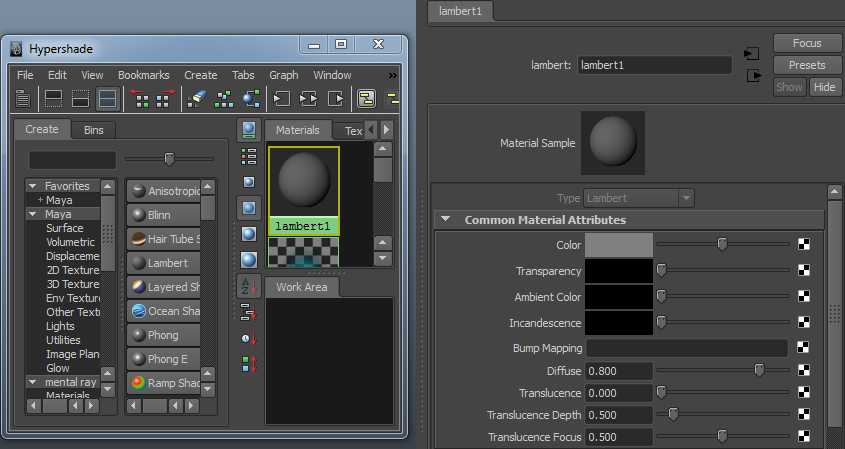 Hypershade
File Edit View Bookmarks Create Tabs Graph Window »
Create Bins
Materials Tex
Favorites
+ Maya
Maya
Surface
Volumetric
Displaceme
2D Texture
3D Texture
Env Texture
Other Textu
Lights
Utilities
Image Plan
Glow
mental ray
Materials
Anisotropic
Blinn
Hair Tube S
Lambert
Layered Sh
Ocean Sha
Phong
Phong E
Ramp Shad
lambert1
Work Area
lambert1
lambert: lambert1
Focus
Presets
Show Hide
Material Sample
Type Lambert
Common Material Attributes
Color
Transparency
Ambient Color
Incandescence
Bump Mapping
Diffuse 0.800
Translucence 0.000
Translucence Depth 0.500
Translucence Focus 0.500